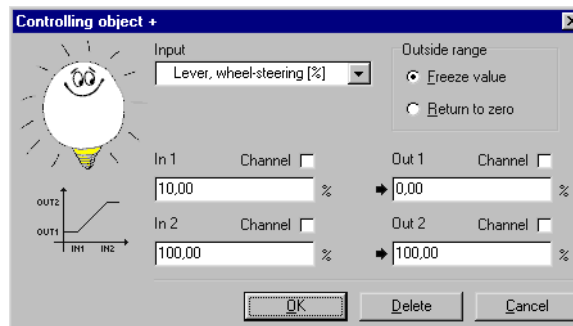 Controlling object +
Input
Lever, wheel-steering [%]
Outside range
Freeze value
Return to zero
In 1 Channel
10,00 %
Out 1 Channel
0,00 %
In 2 Channel
100,00 %
Out 2 Channel
100,00 %
OUT2
OUT1
IN1 IN2
OK Delete Cancel